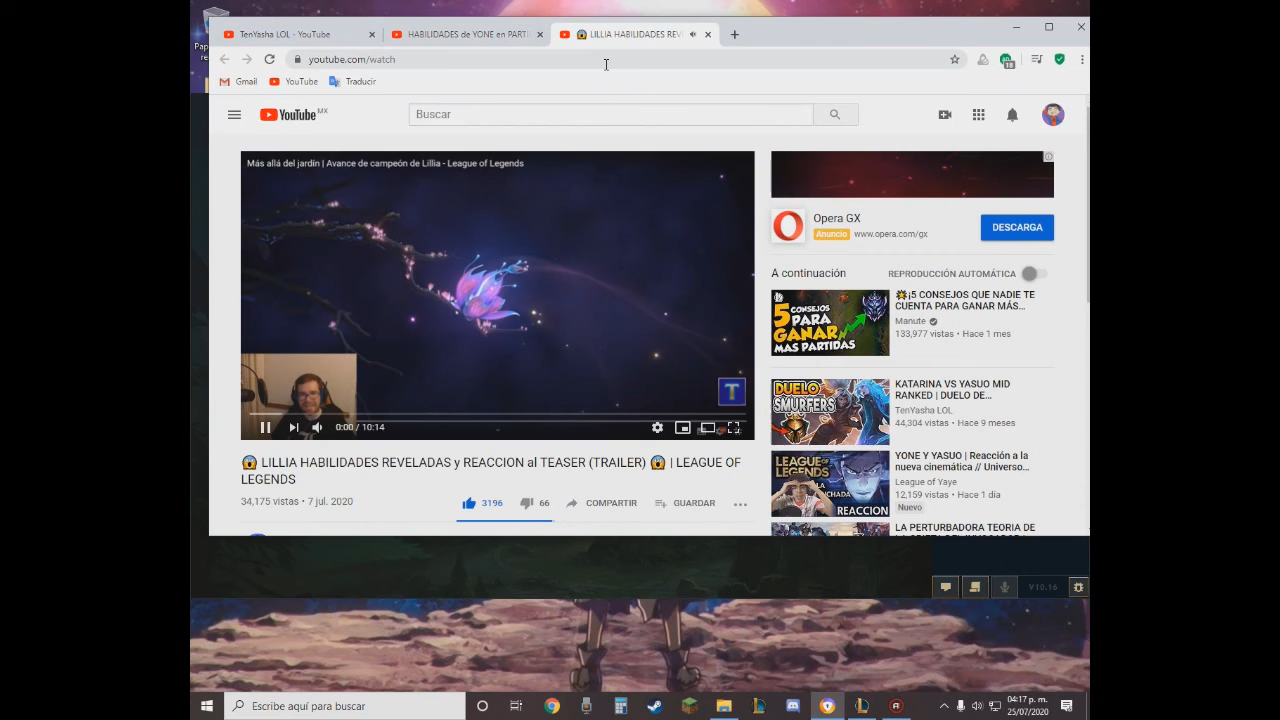 Pap
re
TenYasha LOL - YouTube
HABILIDADES de YONE en PARTI
😱 LILLIA HABILIDADES REV
youtube.com/watch
18
Gmail
YouTube
Traducir
YouTube MX
Buscar
Más allá del jardín | Avance de campeón de Lillia - League of Legends
T
0:00 / 10:14
😱 LILLIA HABILIDADES REVELADAS y REACCION al TEASER (TRAILER) 😱 | LEAGUE OF
LEGENDS
34,175 vistas • 7 jul. 2020
3196
66
COMPARTIR
GUARDAR
Opera GX
Anuncio
www.opera.com/gx
DESCARGA
A continuación
REPRODUCCIÓN AUTOMÁTICA
5 CONSEJOS
PARA
GANAR
MAS PARTIDAS
💥¡5 CONSEJOS QUE NADIE TE
CUENTA PARA GANAR MÁS...
Manute
133,977 vistas • Hace 1 mes
DUELO
SMURFERS
KATARINA VS YASUO MID
RANKED | DUELO DE...
TenYasha LOL
44,304 vistas • Hace 9 meses
LEAGUE OF
LEGENDS
LA
REACCION
YONE Y YASUO | Reacción a la
nueva cinemática // Universo...
League of Yaye
12,159 vistas • Hace 1 día
Nuevo
LA PERTURBADORA TEORIA DE
V10.16
Escribe aquí para buscar
04:17 p. m.
25/07/2020